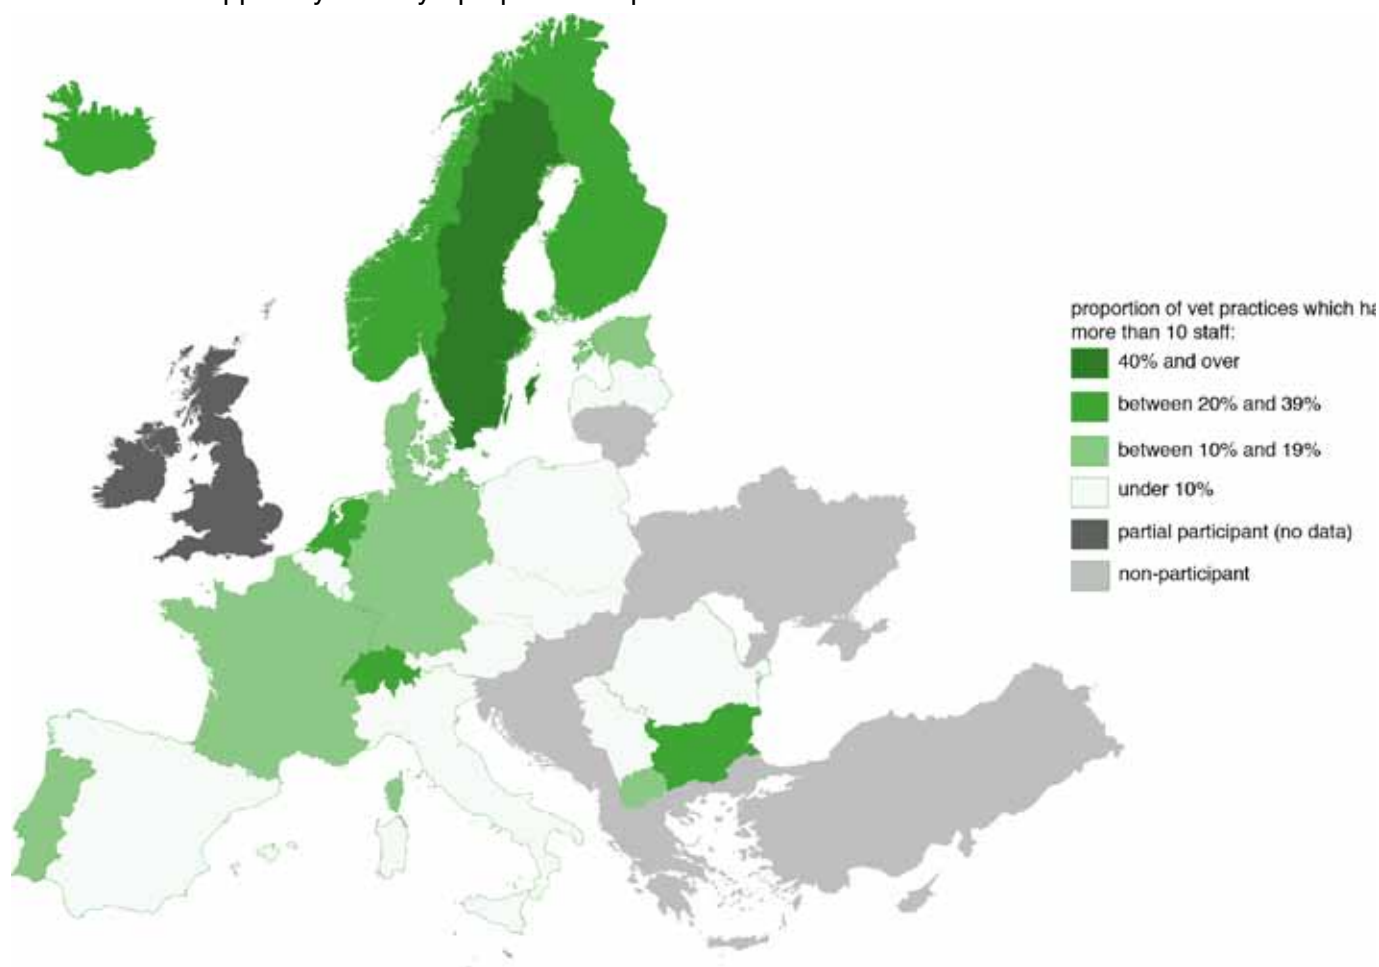 proportion of vet practices which ha
more than 10 staff:
40% and over
between 20% and 39%
between 10% and 19%
under 10%
partial participant (no data)
non-participant